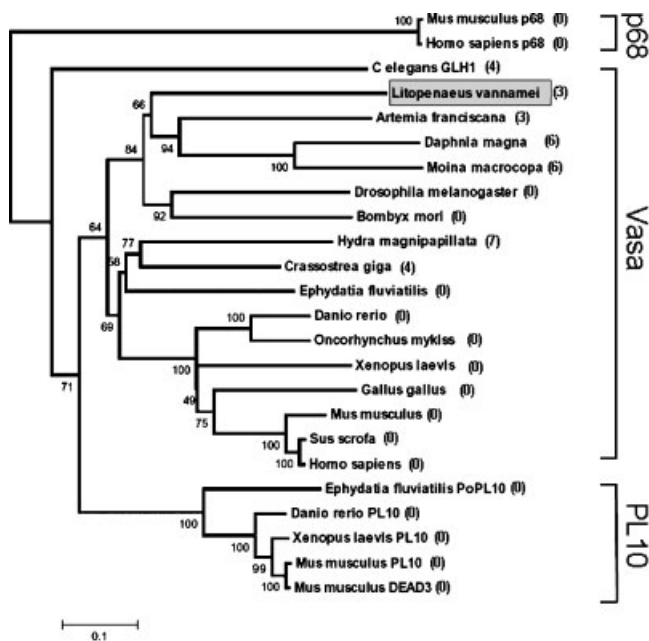 100
Mus musculus p68 (0)
Homo sapiens p68 (0)
p68
C elegans GLH1 (4)
66
Litopenaeus vannamei (3)
Artemia franciscana (3)
84
94
Daphnia magna (6)
100
Moina macrocopa (6)
Drosophila melanogaster (0)
92
Bombyx mori (0)
Vasa
64
77
Hydra magnipapillata (7)
58
Crassostrea giga (4)
Ephydatia fluviatilis (0)
69
100
Danio rerio (0)
Oncorhynchus mykiss (0)
100
Xenopus laevis (0)
71
49
Gallus gallus (0)
75
Mus musculus (0)
100
Sus scrofa (0)
100
Homo sapiens (0)
Ephydatia fluviatilis PoPL10 (0)
100
Danio rerio PL10 (0)
PL10
100
Xenopus laevis PL10 (0)
99
Mus musculus PL10 (0)
100
Mus musculus DEAD3 (0)
0.1